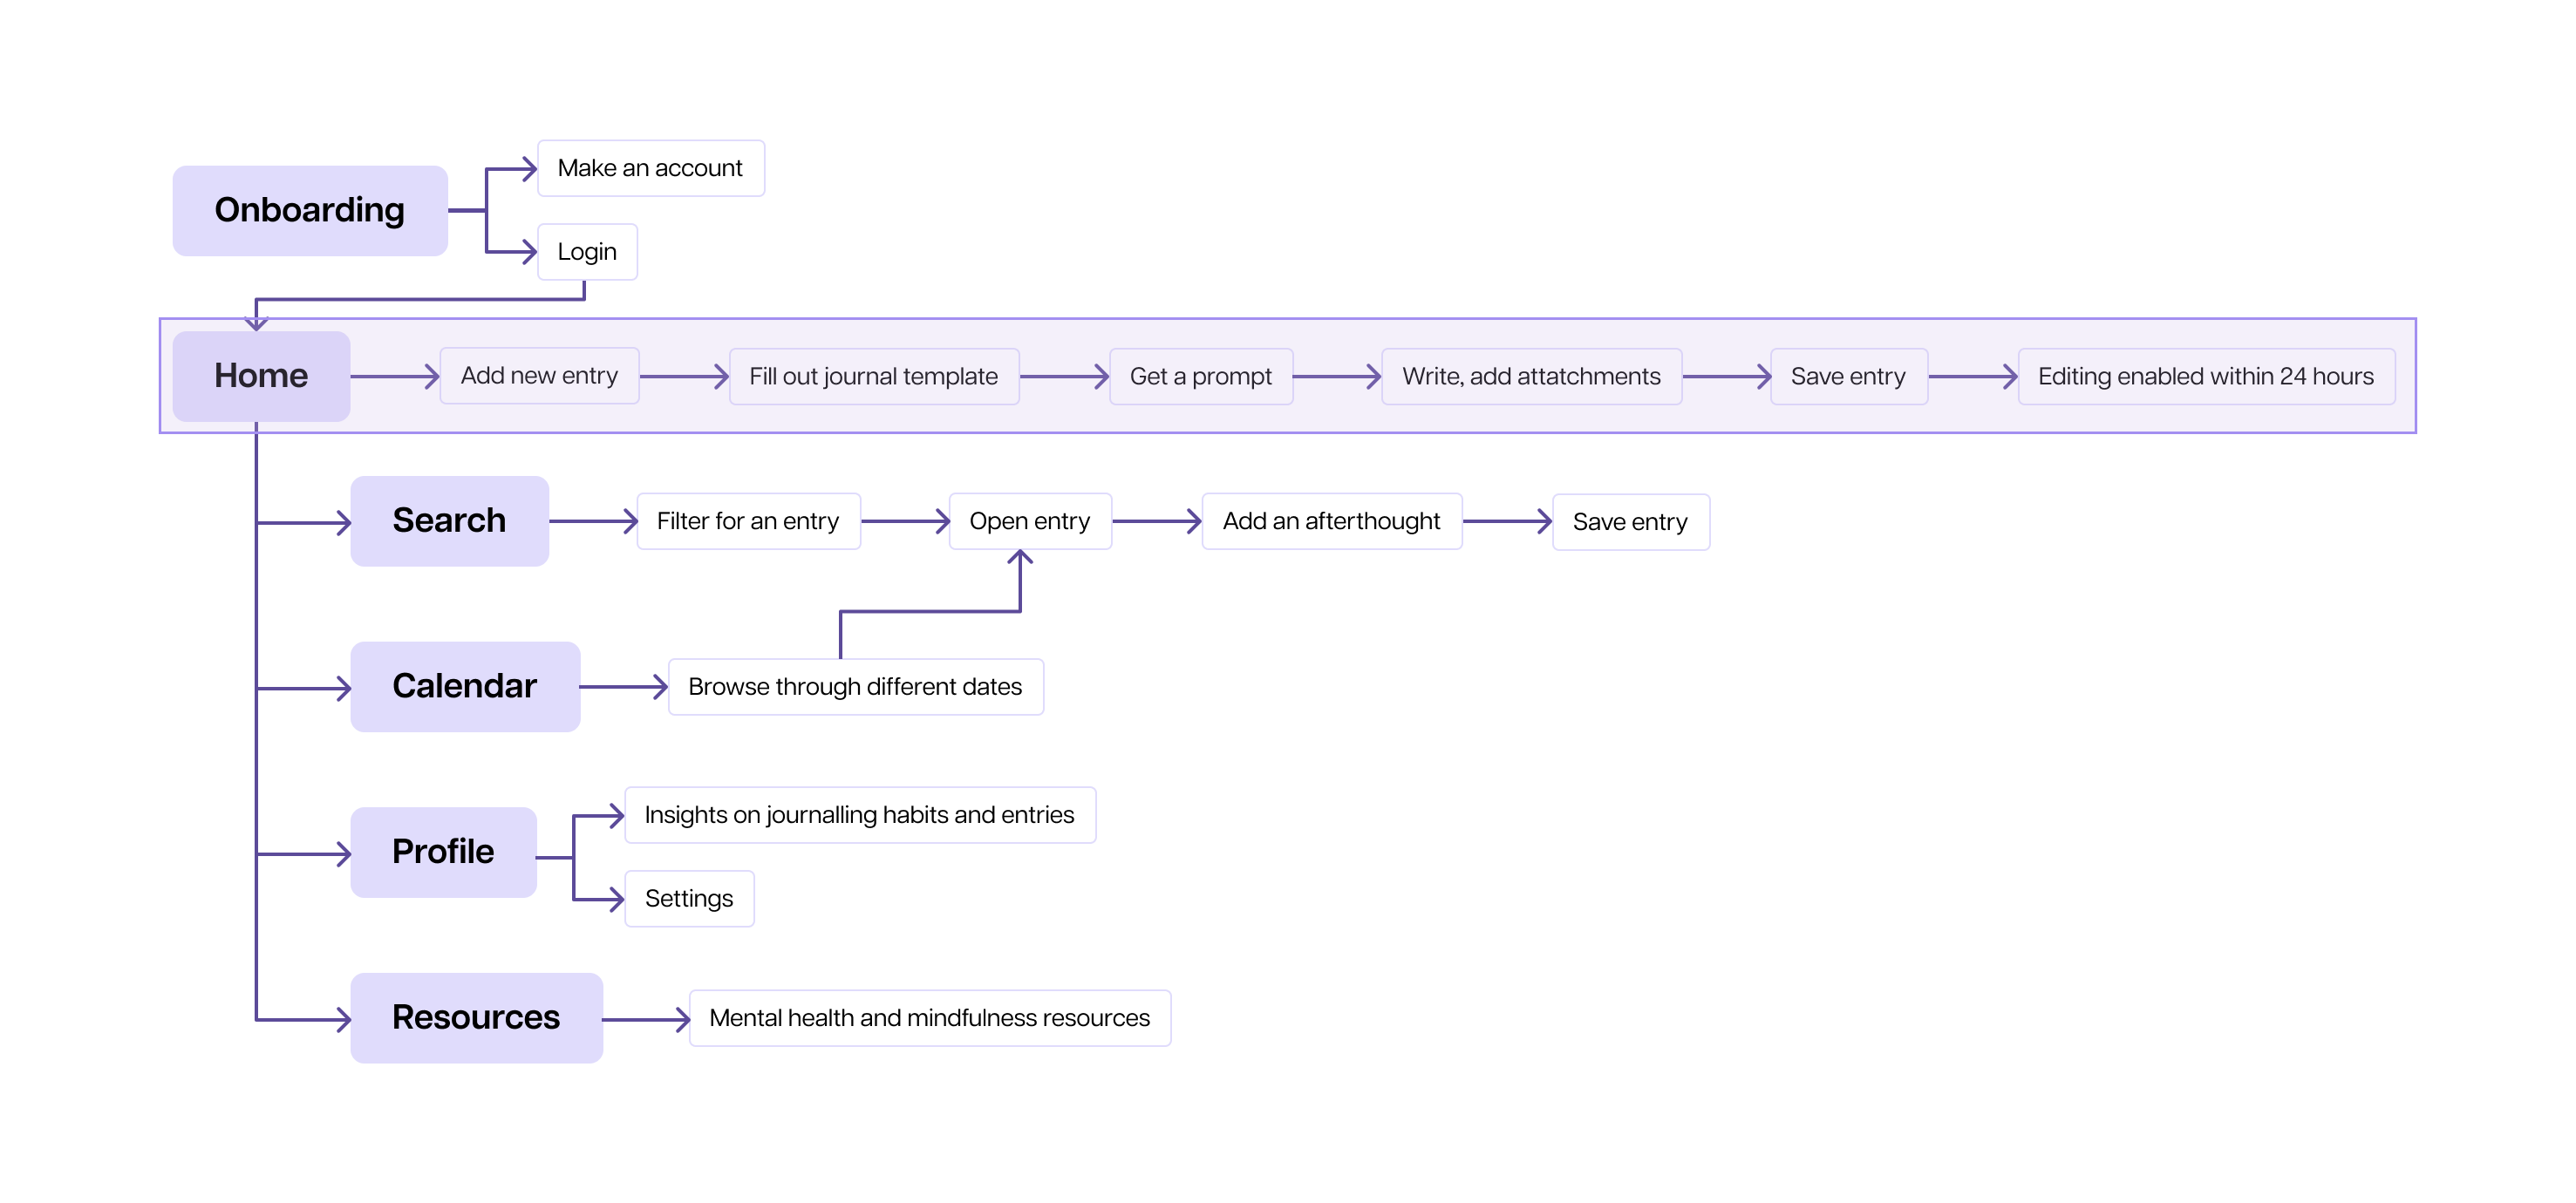 Onboarding
Make an account
Login
Home
Add new entry
Fill out journal template
Get a prompt
Write, add attatchments
Save entry
Editing enabled within 24 hours
Search
Filter for an entry
Open entry
Add an afterthought
Save entry
Calendar
Browse through different dates
Profile
Insights on journalling habits and entries
Settings
Resources
Mental health and mindfulness resources